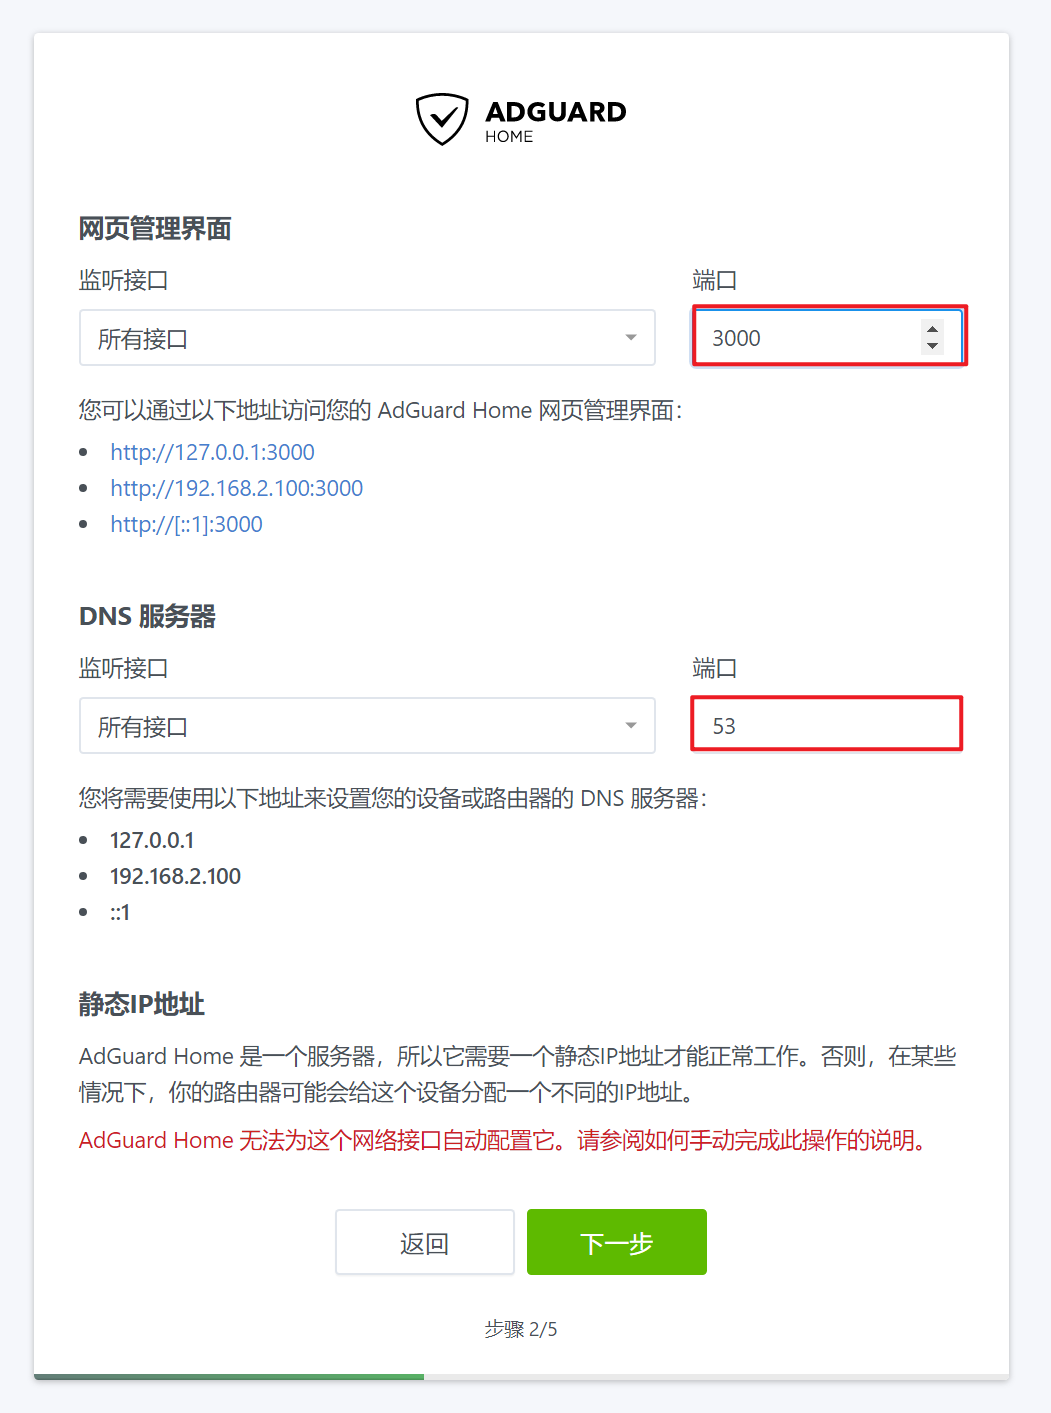 ADGUARD
HOME
网页管理界面
监听接口
端口
所有接口
3000
您可以通过以下地址访问您的 AdGuard Home 网页管理界面：
http://127.0.0.1:3000
http://192.168.2.100:3000
http://[::1]:3000
DNS 服务器
监听接口
端口
所有接口
53
您将需要使用以下地址来设置您的设备或路由器的 DNS 服务器：
127.0.0.1
192.168.2.100
::1
静态IP地址
AdGuard Home 是一个服务器，所以它需要一个静态IP地址才能正常工作。否则，在某些
情况下，你的路由器可能会给这个设备分配一个不同的IP地址。
AdGuard Home 无法为这个网络接口自动配置它。请参阅如何手动完成此操作的说明。
返回
下一步
步骤 2/5